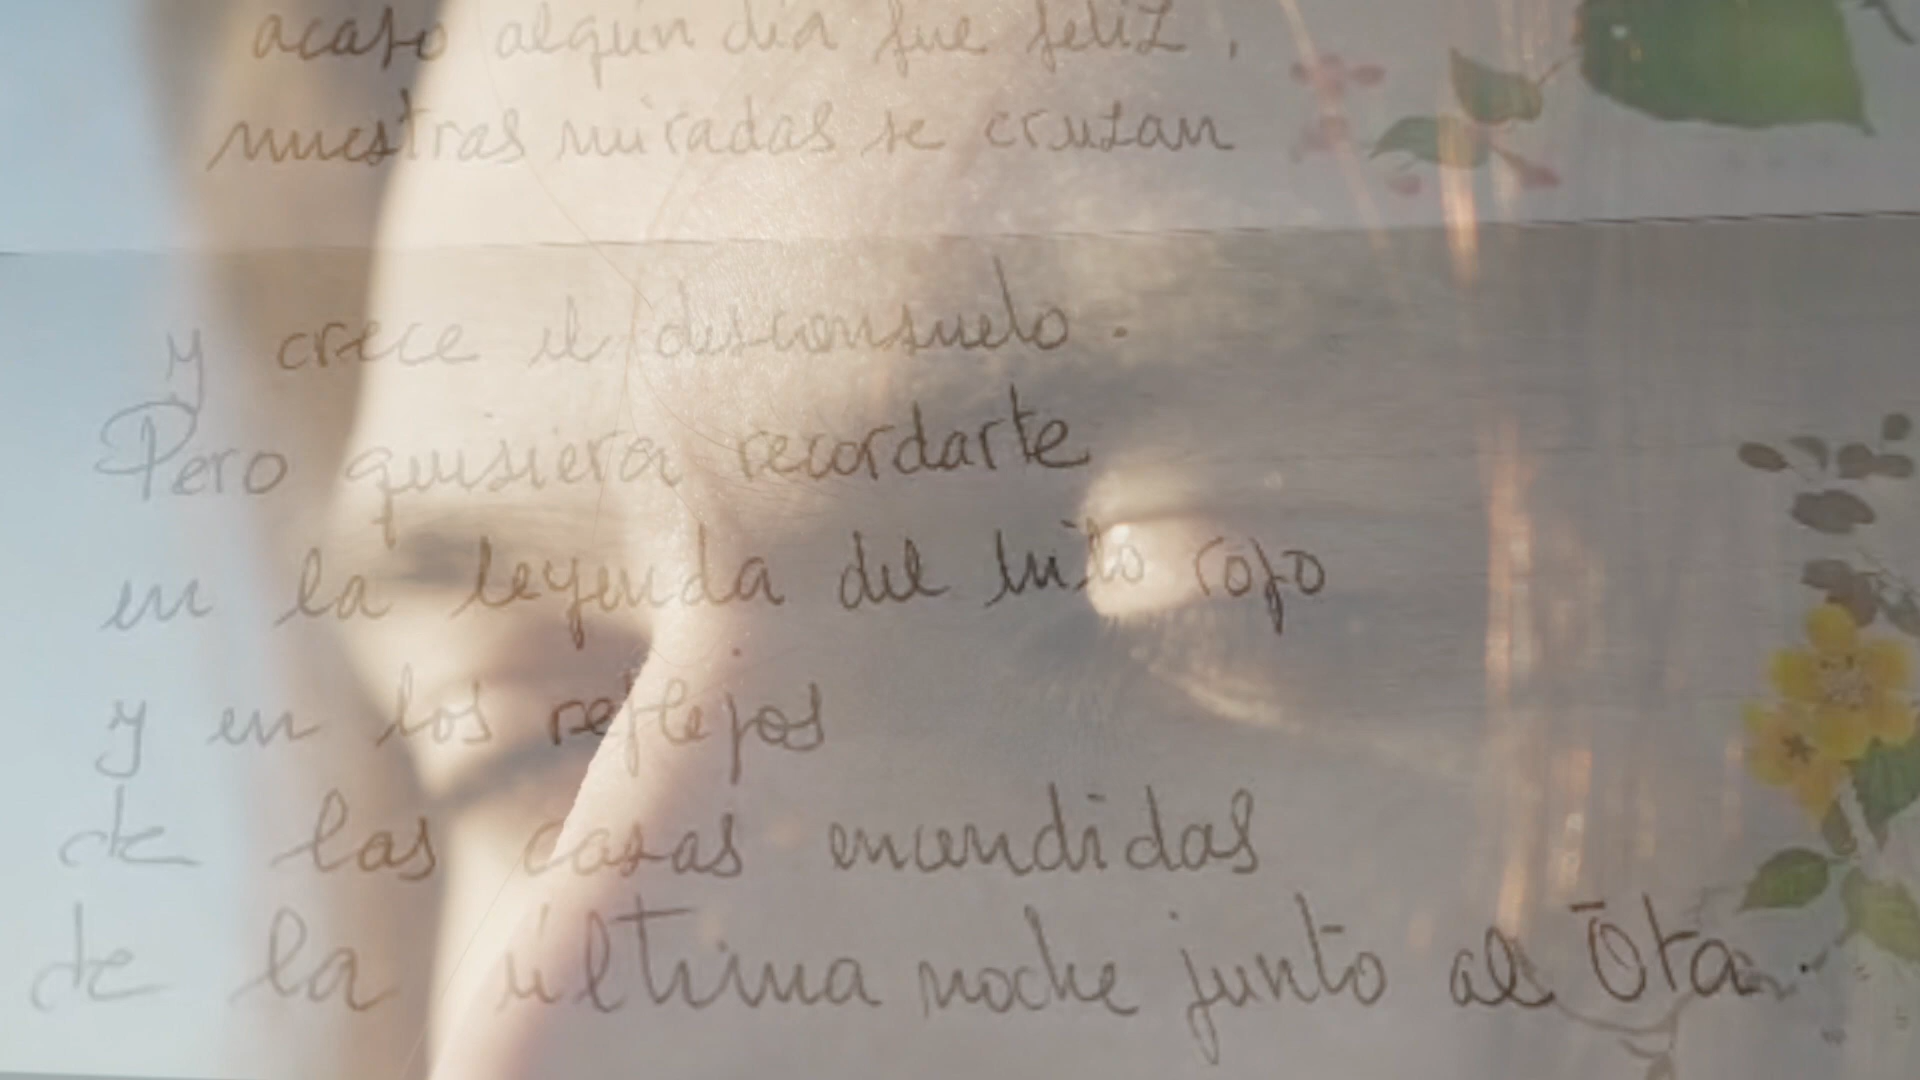 acaso algún día fue feliz,
nuestras miradas se cruzan
y crece el desconsuelo.
Pero quisiera recordarte
en la leyenda del hilo rojo
y en los reflejos
de las casas encendidas
de la última noche junto al Ōta.